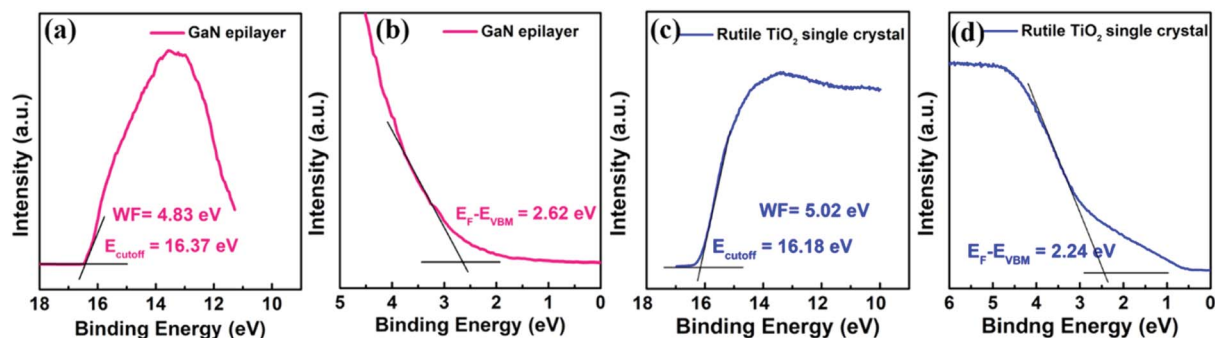 (a)
GaN epilayer
Intensity (a.u.)
WF= 4.83 eV
E_cutoff = 16.37 eV
18 16 14 12 10
Binding Energy (eV)
(b)
GaN epilayer
Intensity (a.u.)
E_F-E_VBM = 2.62 eV
5 4 3 2 1 0
Binding Energy (eV)
(c)
Rutile TiO₂ single crystal
Intensity (a.u.)
WF= 5.02 eV
E_cutoff = 16.18 eV
18 16 14 12 10
Binding Energy (eV)
(d)
Rutile TiO₂ single crystal
Intensity (a.u.)
E_F-E_VBM = 2.24 eV
6 5 4 3 2 1 0
Binding Energy (eV)